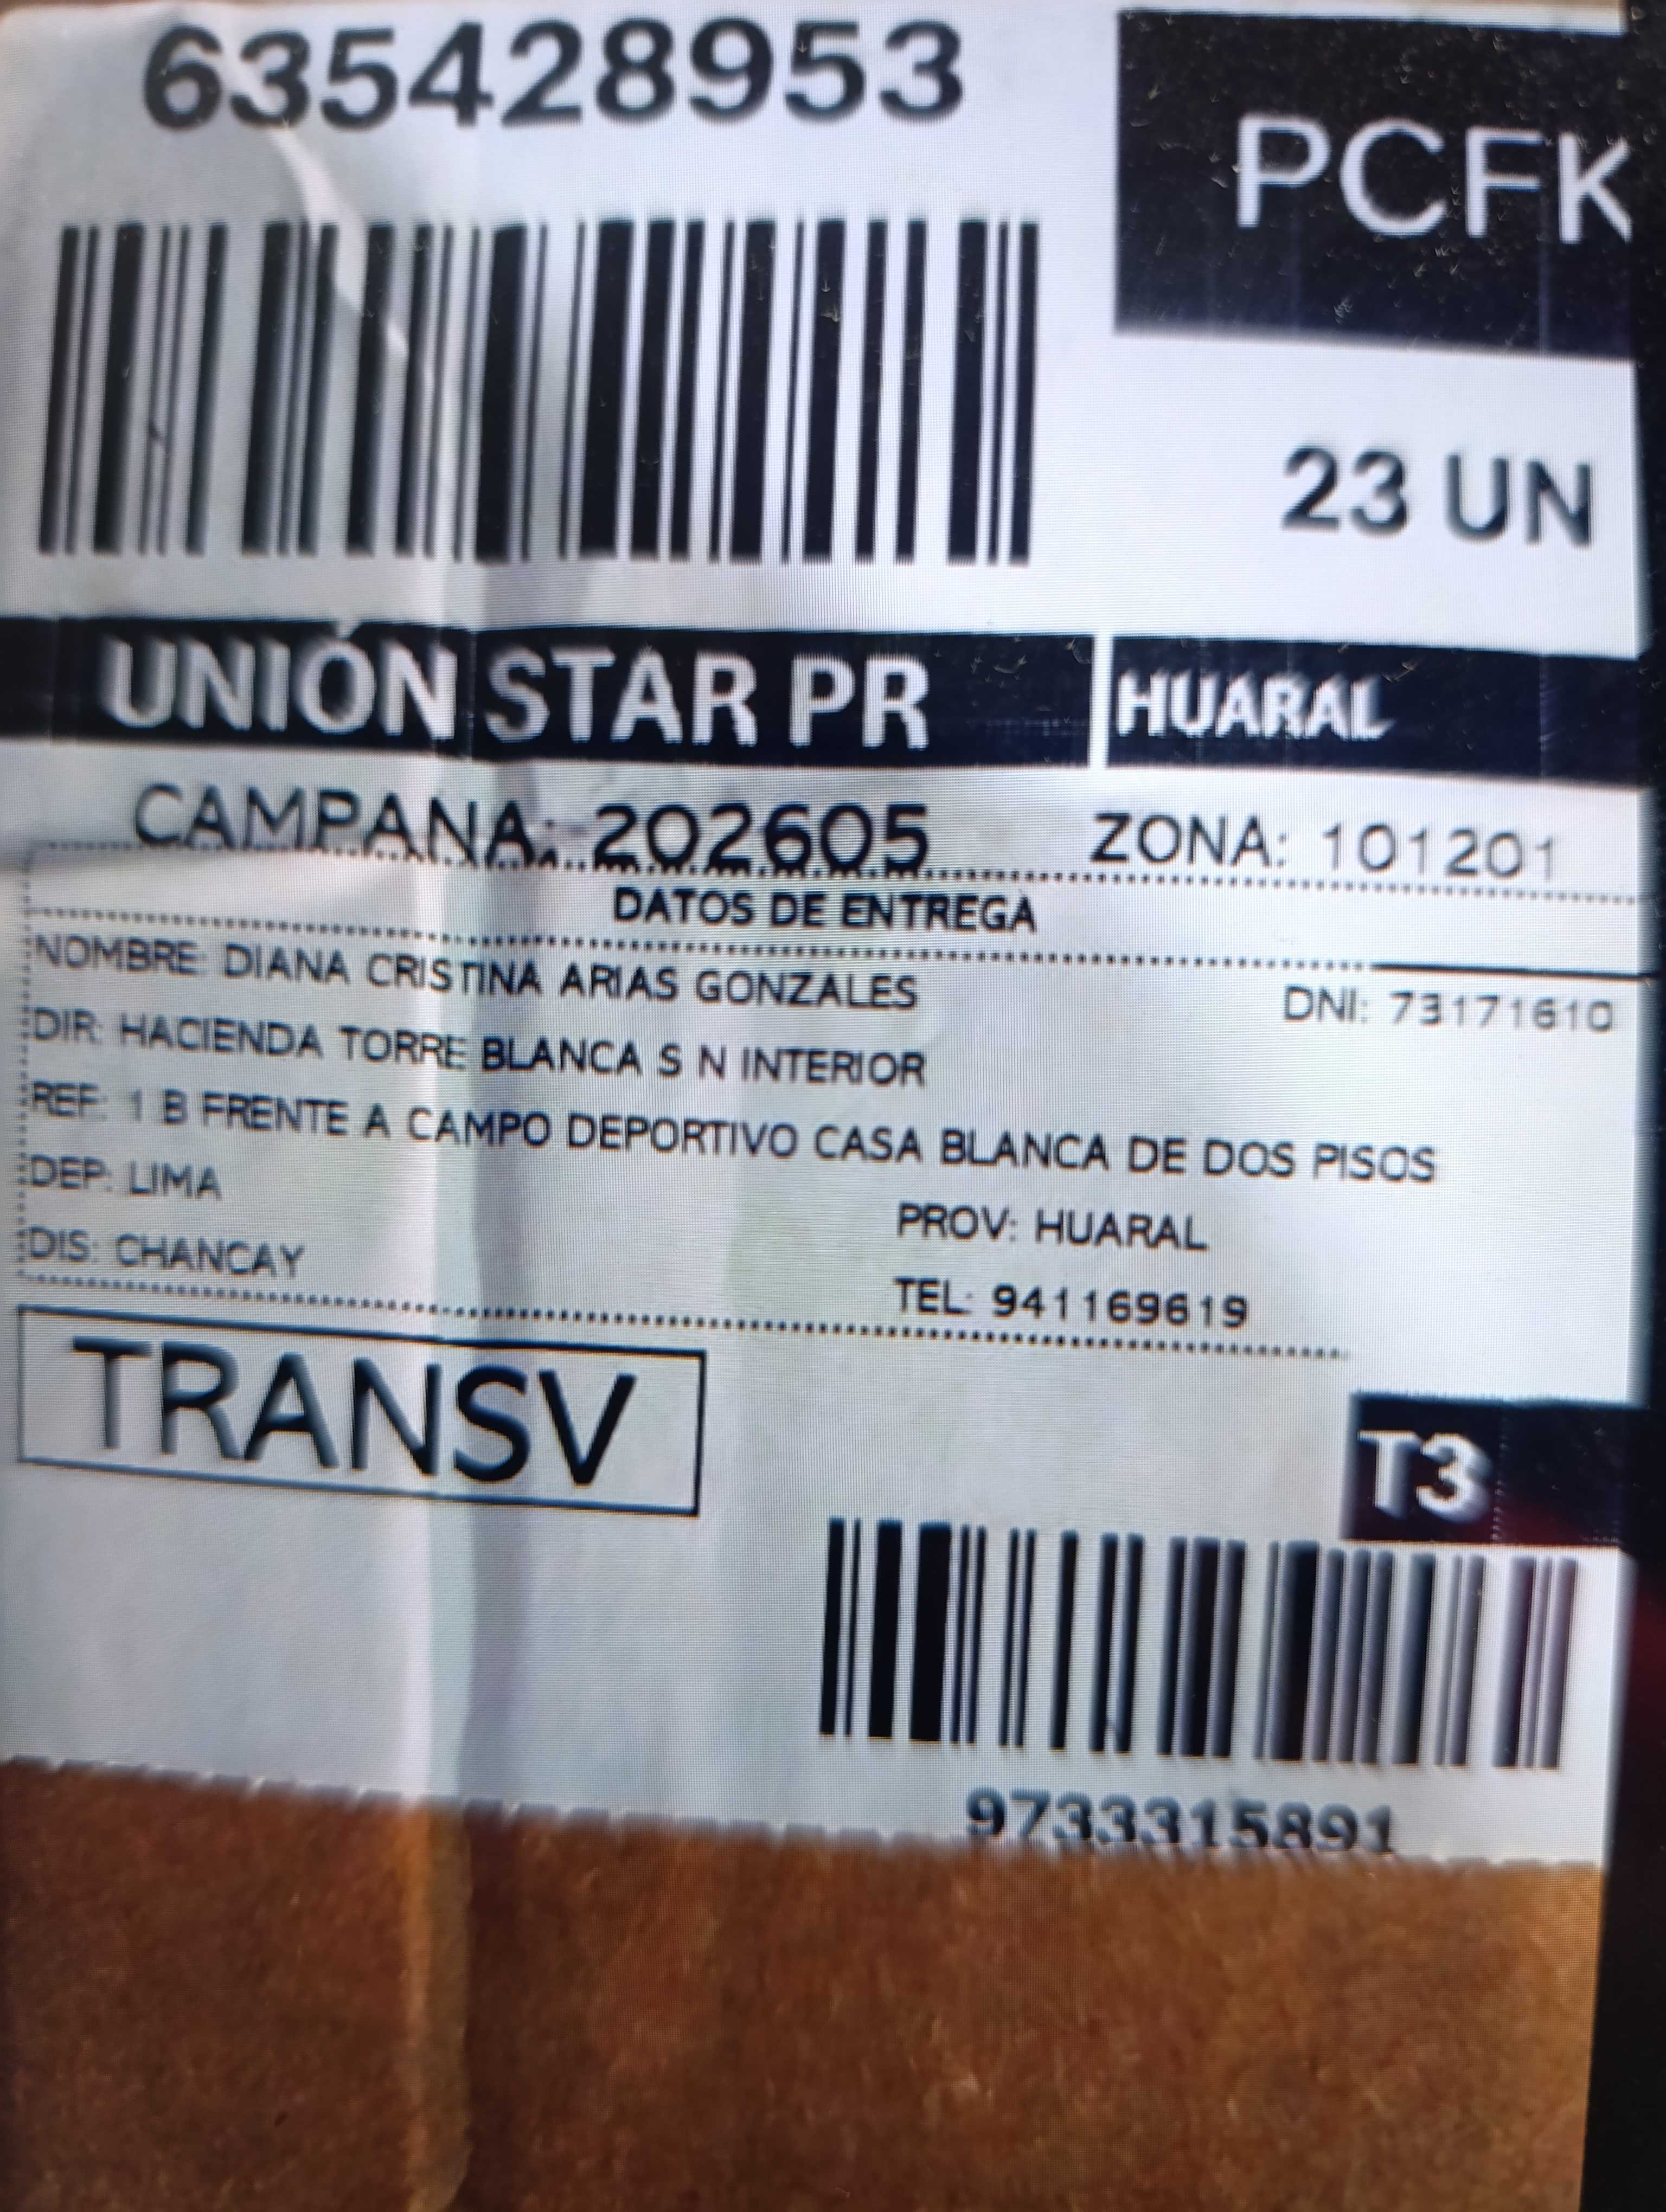 635428953
PCFK
23 UN
UNIÓN STAR PR
HUARAL
CAMPANA: 202605 ZONA: 101201
DATOS DE ENTREGA
NOMBRE: DIANA CRISTINA ARIAS GONZALES DNI: 73171610
DIR: HACIENDA TORRE BLANCA S N INTERIOR
REF: 1 B FRENTE A CAMPO DEPORTIVO CASA BLANCA DE DOS PISOS
DEP: LIMA PROV: HUARAL
DIS: CHANCAY TEL: 941169619
TRANSV
T3
9733315891